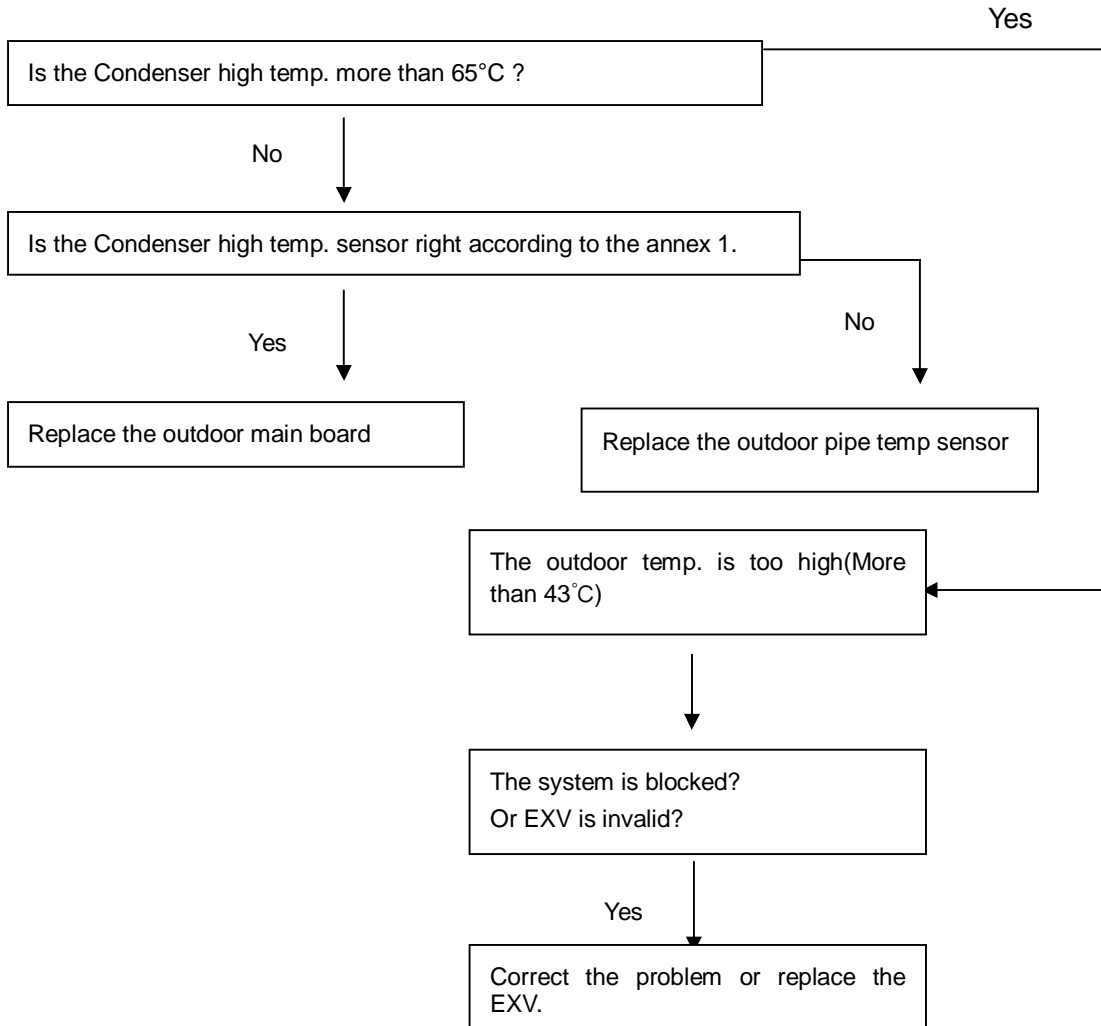 Yes
Is the Condenser high temp. more than 65°C ?
No
Is the Condenser high temp. sensor right according to the annex 1.
Yes
No
Replace the outdoor main board
Replace the outdoor pipe temp sensor
The outdoor temp. is too high(More
than 43℃)
The system is blocked?
Or EXV is invalid?
Yes
Correct the problem or replace the
EXV.